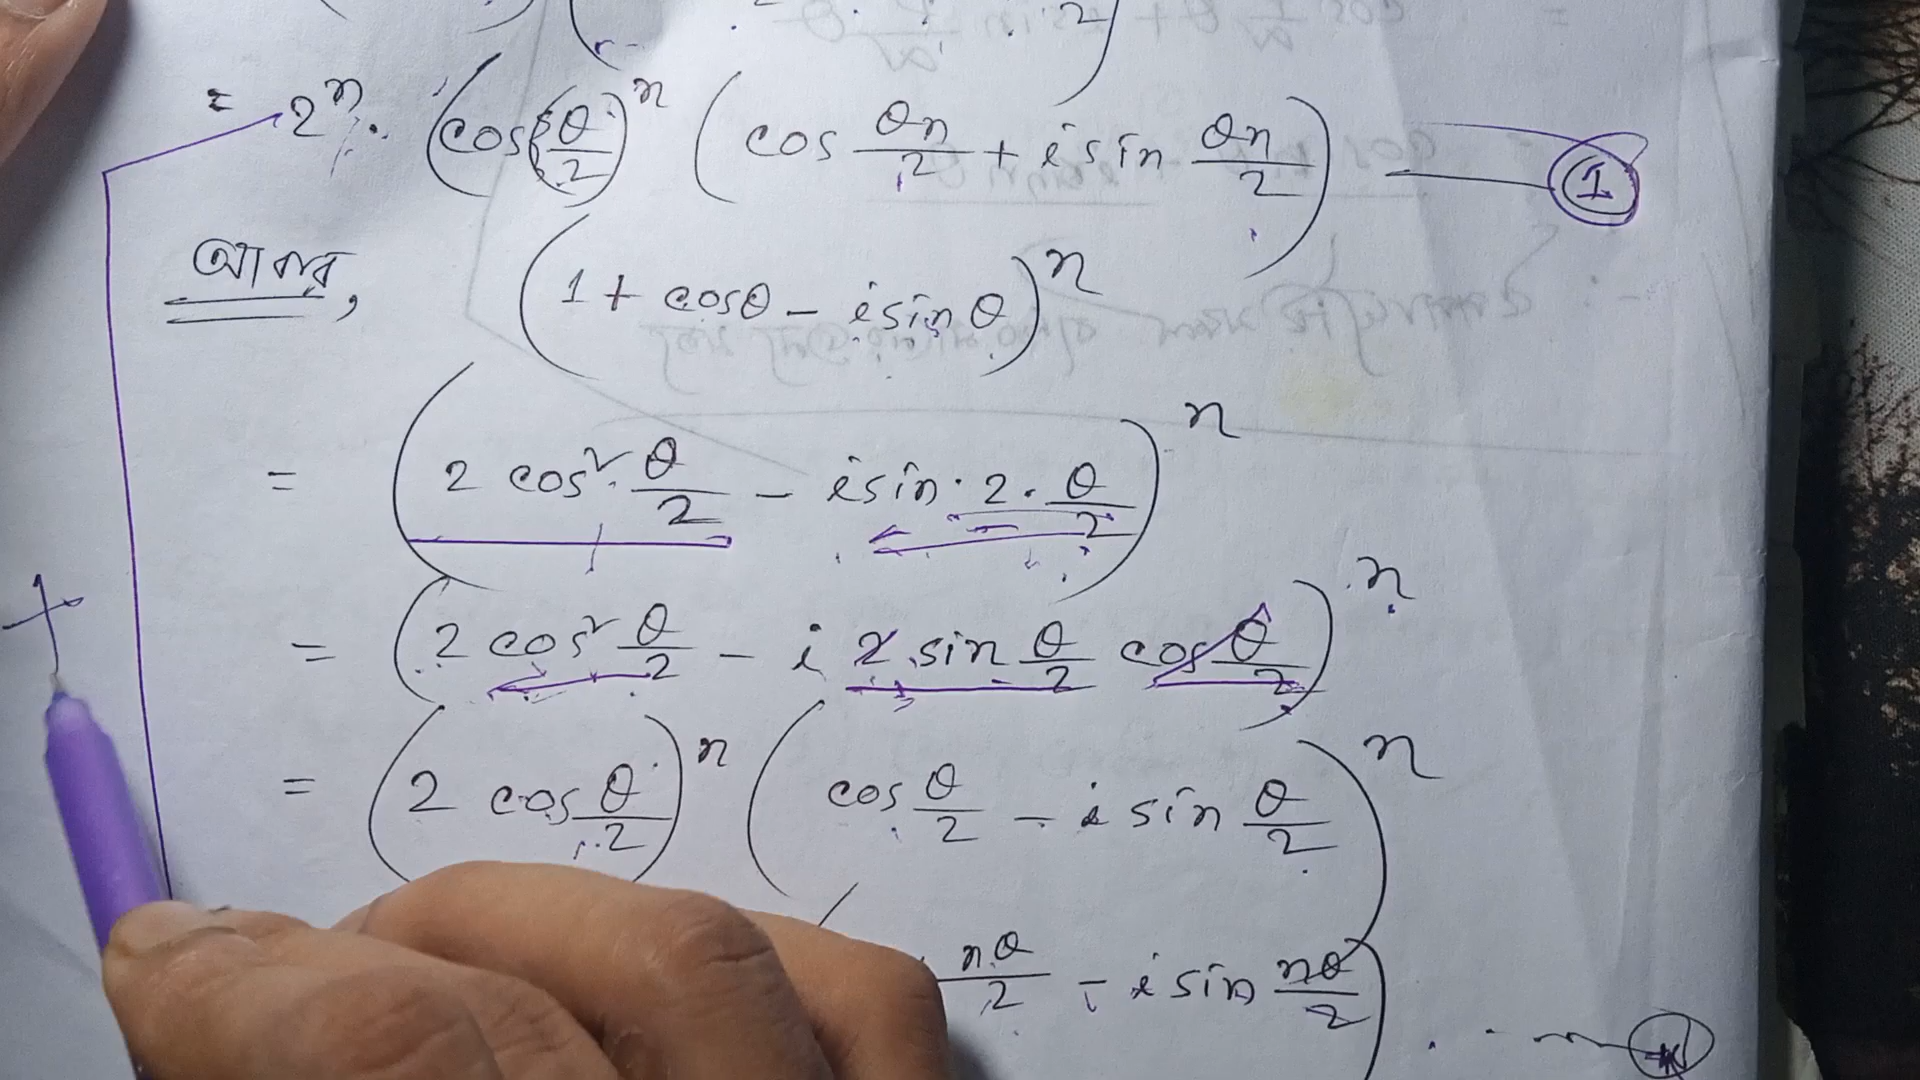 = 2ⁿ. (cos θ/2)ⁿ (cos θn/2 + i sin θn/2) —— 1
আবার, (1 + cosθ - i sin θ)ⁿ
= (2 cos² θ/2 - i sin. 2. θ/2)ⁿ
= (2 cos² θ/2 - i 2 sin θ/2 cos θ/2)ⁿ
= (2 cos θ/2)ⁿ (cos θ/2 - i sin θ/2)ⁿ
nθ/2 - i sin nθ/2)